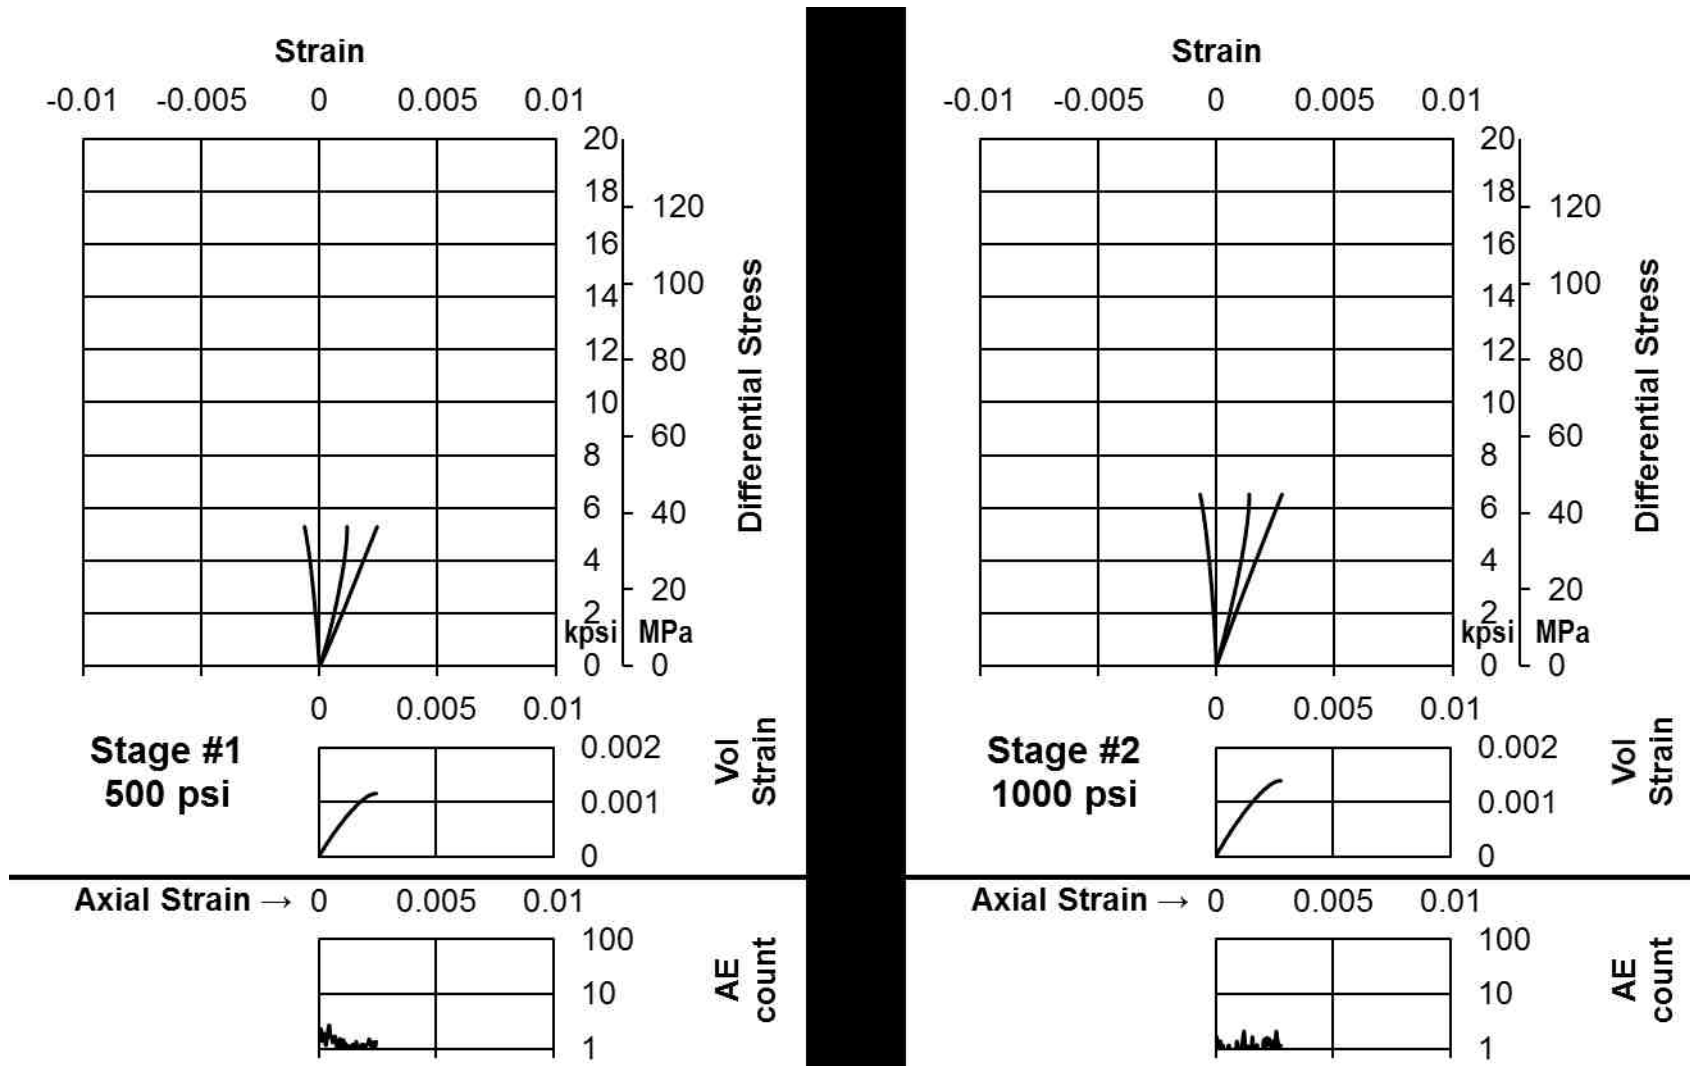 Strain
-0.01 -0.005 0 0.005 0.01
20
18
16
14
12
10
8
6
4
2
kpsi
0
120
100
80
60
40
20
MPa
0
Differential Stress
0 0.005 0.01
Stage #1
500 psi
0.002
0.001
0
Vol
Strain
Axial Strain → 0 0.005 0.01
100
10
1
AE
count
Strain
-0.01 -0.005 0 0.005 0.01
20
18
16
14
12
10
8
6
4
2
kpsi
0
120
100
80
60
40
20
MPa
0
Differential Stress
0 0.005 0.01
Stage #2
1000 psi
0.002
0.001
0
Vol
Strain
Axial Strain → 0 0.005 0.01
100
10
1
AE
count